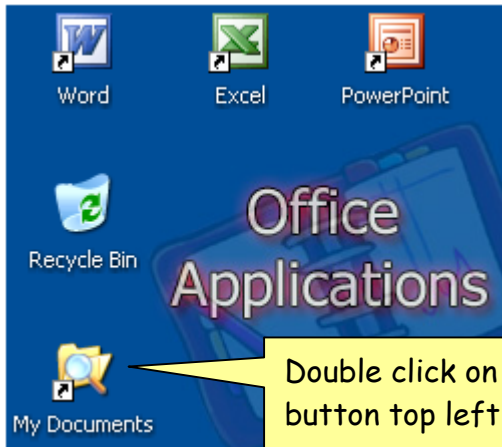 Word Excel PowerPoint
Recycle Bin
Office
Applications
My Documents
Double click on
button top left